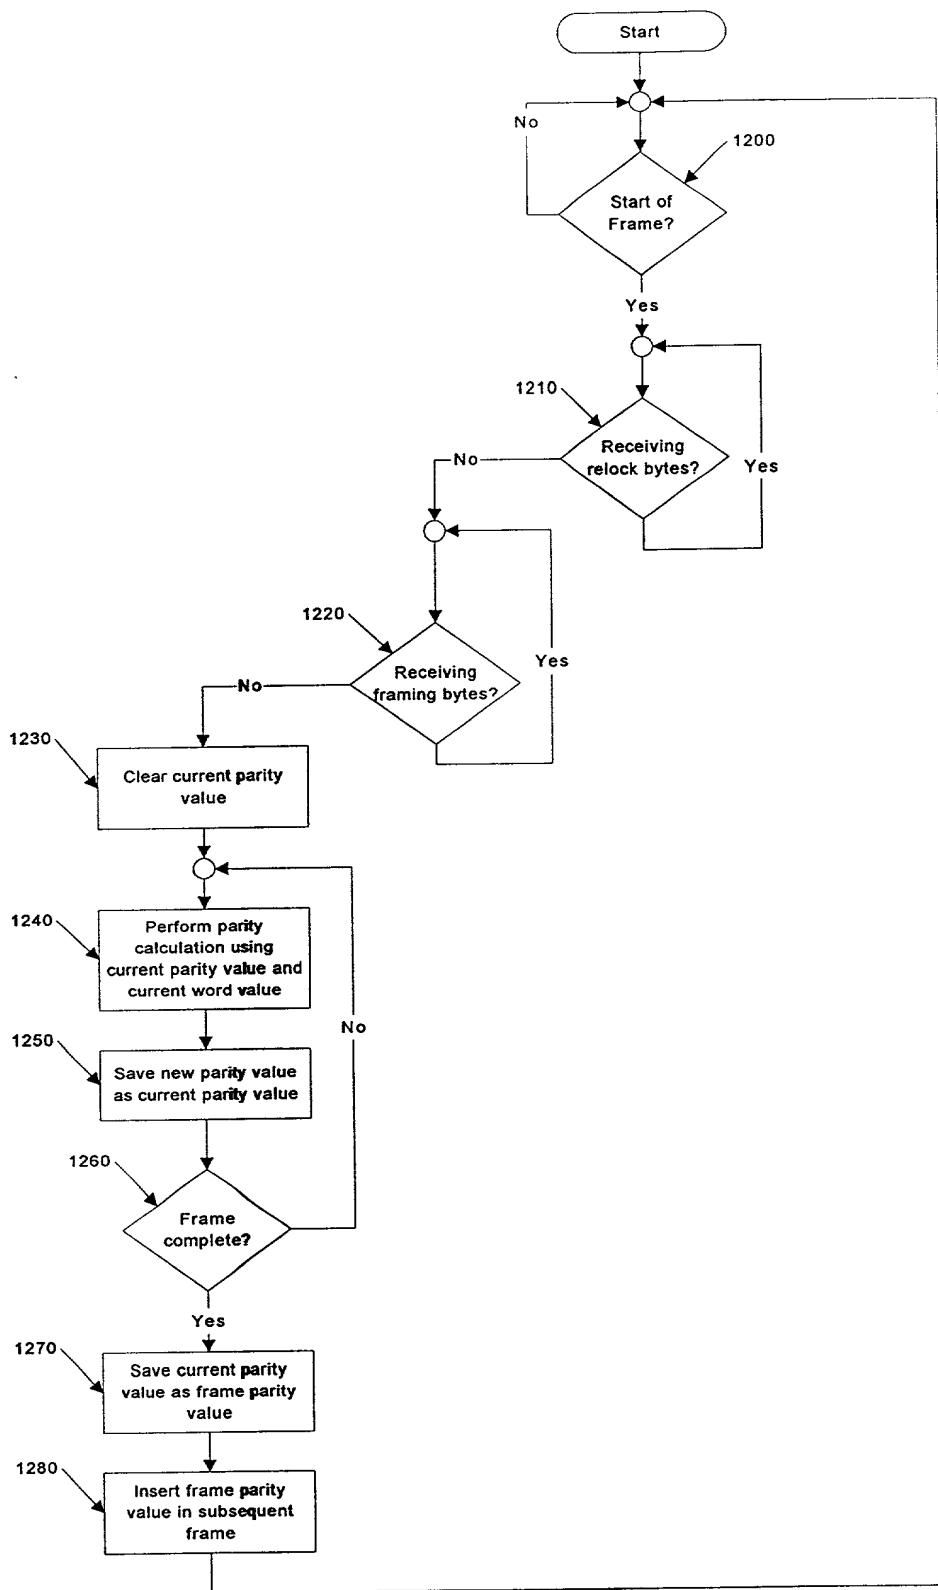 Start
No
1200
Start of
Frame?
Yes
1210
Receiving
relock bytes?
Yes
No
1220
Receiving
framing bytes?
Yes
No
1230
Clear current parity
value
1240
Perform parity
calculation using
current parity value and
current word value
No
1250
Save new parity value
as current parity value
1260
Frame
complete?
Yes
1270
Save current parity
value as frame parity
value
1280
Insert frame parity
value in subsequent
frame